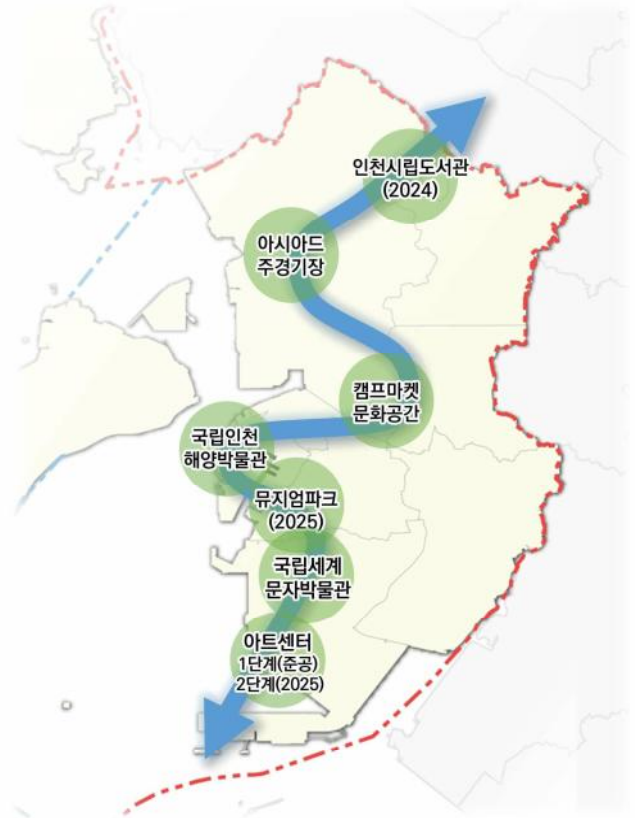 인천시립도서관
(2024)
아시아드
주경기장
캠프마켓
문화공간
국립인천
해양박물관
뮤지엄파크
(2025)
국립세계
문자박물관
아트센터
1단계(준공)
2단계(2025)